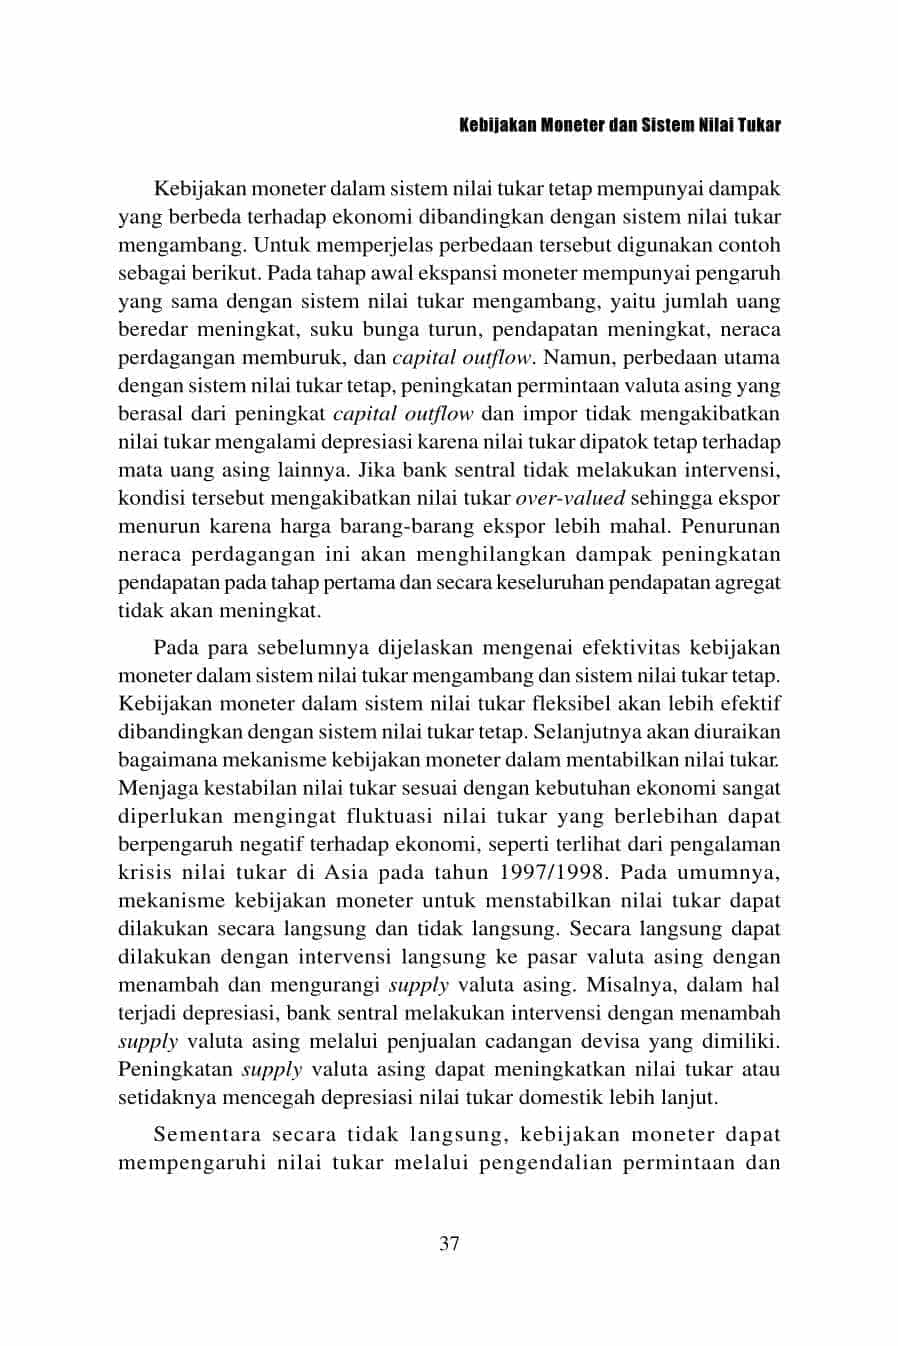 Kebijakan Moneter dan Sistem Nilai Tukar
Kebijakan moneter dalam sistem nilai tukar tetap mempunyai dampak
yang berbeda terhadap ekonomi dibandingkan dengan sistem nilai tukar
mengambang. Untuk memperjelas perbedaan tersebut digunakan contoh
sebagai berikut. Pada tahap awal ekspansi moneter mempunyai pengaruh
yang sama dengan sistem nilai tukar mengambang, yaitu jumlah uang
beredar meningkat, suku bunga turun, pendapatan meningkat, neraca
perdagangan memburuk, dan capital outflow. Namun, perbedaan utama
dengan sistem nilai tukar tetap, peningkatan permintaan valuta asing yang
berasal dari peningkat capital outflow dan impor tidak mengakibatkan
nilai tukar mengalami depresiasi karena nilai tukar dipatok tetap terhadap
mata uang asing lainnya. Jika bank sentral tidak melakukan intervensi,
kondisi tersebut mengakibatkan nilai tukar over-valued sehingga ekspor
menurun karena harga barang-barang ekspor lebih mahal. Penurunan
neraca perdagangan ini akan menghilangkan dampak peningkatan
pendapatan pada tahap pertama dan secara keseluruhan pendapatan agregat
tidak akan meningkat.
Pada para sebelumnya dijelaskan mengenai efektivitas kebijakan
moneter dalam sistem nilai tukar mengambang dan sistem nilai tukar tetap.
Kebijakan moneter dalam sistem nilai tukar fleksibel akan lebih efektif
dibandingkan dengan sistem nilai tukar tetap. Selanjutnya akan diuraikan
bagaimana mekanisme kebijakan moneter dalam mentabilkan nilai tukar.
Menjaga kestabilan nilai tukar sesuai dengan kebutuhan ekonomi sangat
diperlukan mengingat fluktuasi nilai tukar yang berlebihan dapat
berpengaruh negatif terhadap ekonomi, seperti terlihat dari pengalaman
krisis nilai tukar di Asia pada tahun 1997/1998. Pada umumnya,
mekanisme kebijakan moneter untuk menstabilkan nilai tukar dapat
dilakukan secara langsung dan tidak langsung. Secara langsung dapat
dilakukan dengan intervensi langsung ke pasar valuta asing dengan
menambah dan mengurangi supply valuta asing. Misalnya, dalam hal
terjadi depresiasi, bank sentral melakukan intervensi dengan menambah
supply valuta asing melalui penjualan cadangan devisa yang dimiliki.
Peningkatan supply valuta asing dapat meningkatkan nilai tukar atau
setidaknya mencegah depresiasi nilai tukar domestik lebih lanjut.
Sementara secara tidak langsung, kebijakan moneter dapat
mempengaruhi nilai tukar melalui pengendalian permintaan dan
37